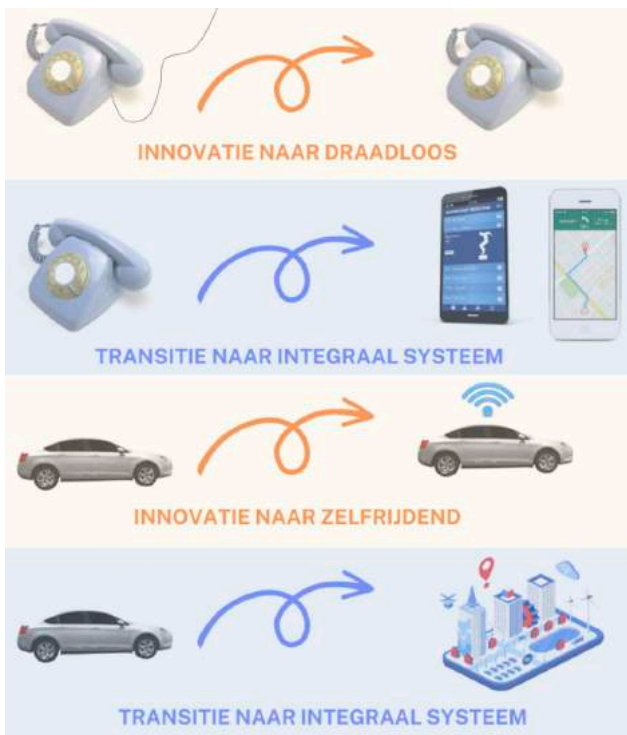 INNOVATIE NAAR DRAADLOOS
TRANSITIE NAAR INTEGRAAL SYSTEEM
INNOVATIE NAAR ZELFRIJDEND
TRANSITIE NAAR INTEGRAAL SYSTEEM